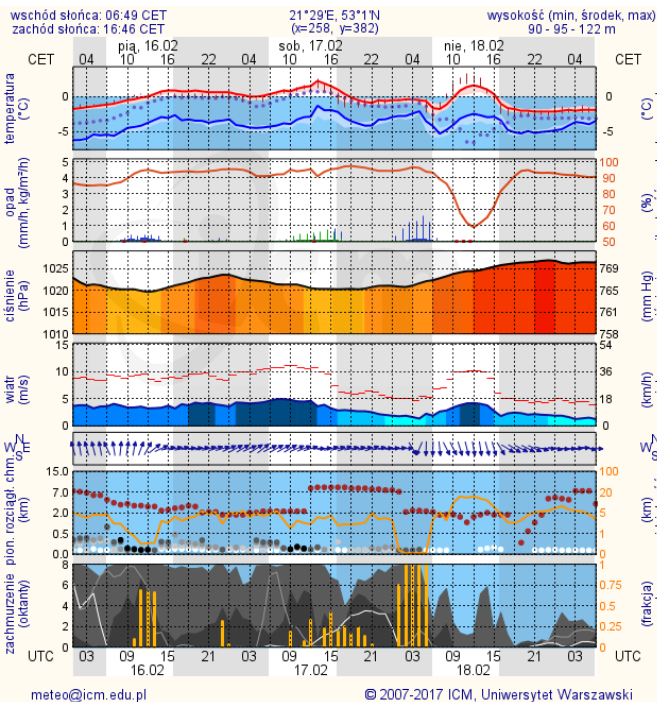 wschód słońca: 06:49 CET 21°29'E, 53°1'N wysokość (min, środek, max)
zachód słońca: 16:46 CET (x=258, y=382) 90 - 95 - 122 m
pią, 16.02 sob, 17.02 nie, 18.02
CET 04 10 16 22 04 10 16 22 04 10 16 22 04 CET
temperatura
(°C)
0
-5
0
-5
(°C)
opad
(mm/h, kg/m²/h)
5
4
3
2
1
0
100
90
80
70
60
50
(%)
ciśnienie
(hPa)
1025
1020
1015
1010
769
765
761
758
(mm Hg)
wiatr
(m/s)
15
10
5
0
54
36
18
0
(km/h)
N
W E
S
N
W E
S
pion. rozciągł. chm.
(km)
15.0
7.0
2.0
0.5
0.0
100
20
5
1
0
(km)
zachmurzenie
(oktanty)
8
6
4
2
0
1
0.75
0.5
0.25
0
(frakcja)
UTC 03 09 15 21 03 09 15 21 03 09 15 21 03 UTC
16.02 17.02 18.02
meteo@icm.edu.pl © 2007-2017 ICM, Uniwersytet Warszawski